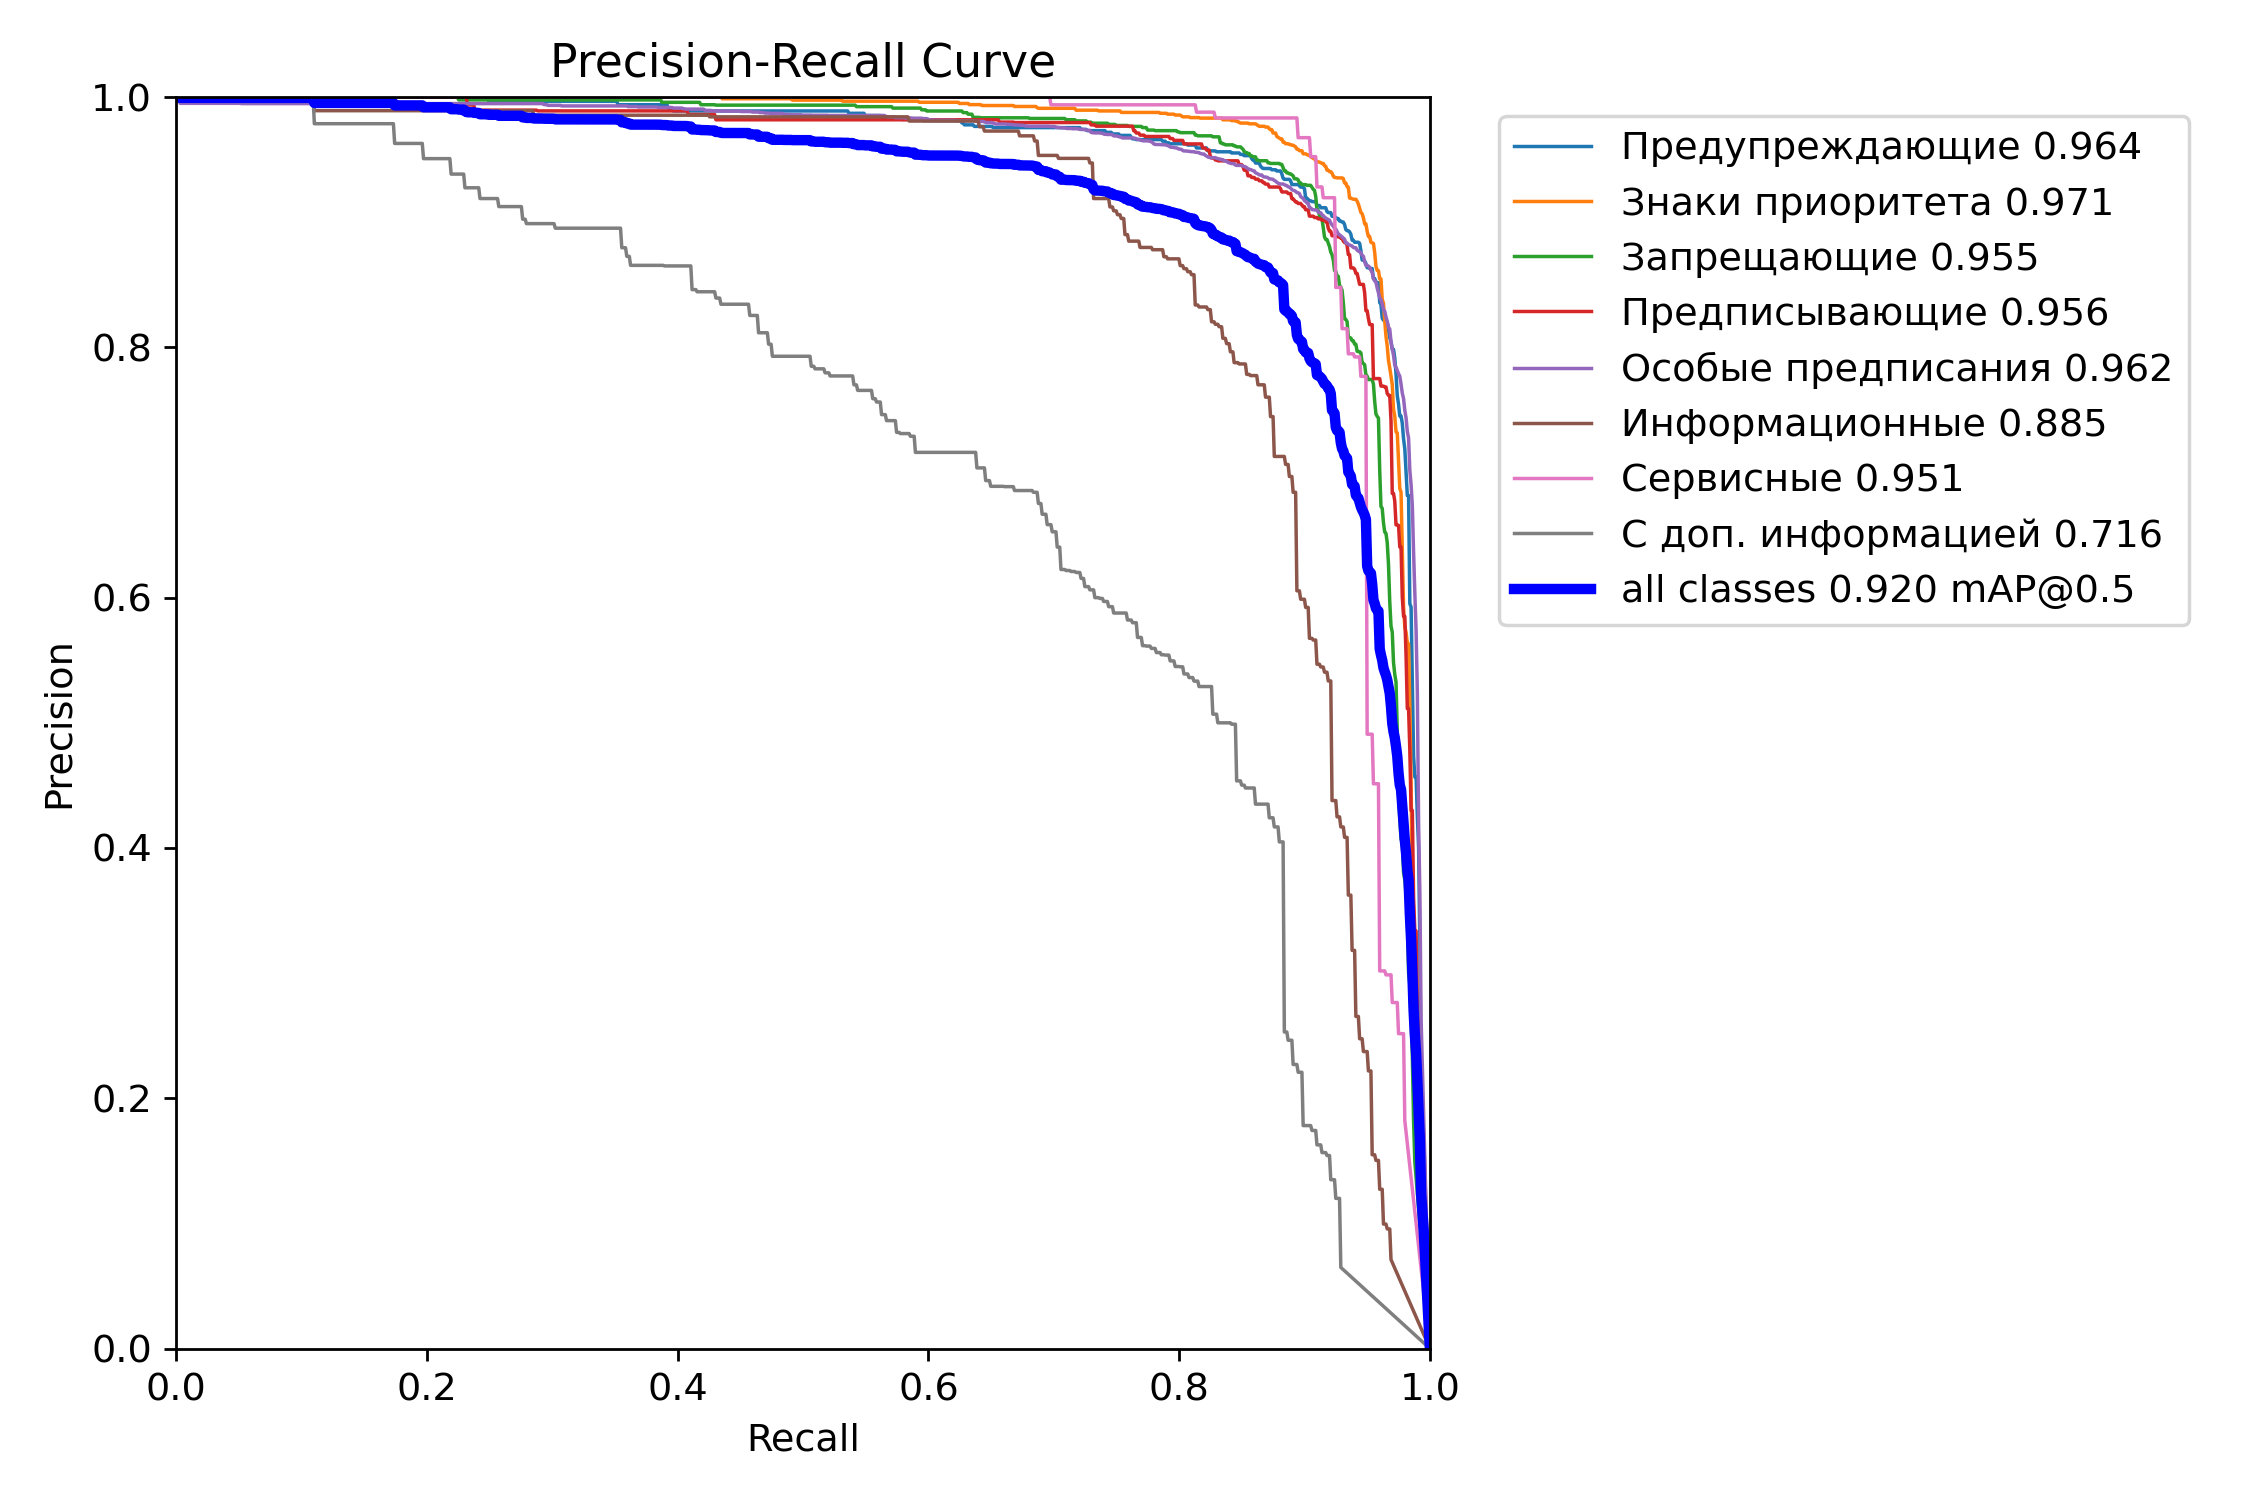 Precision-Recall Curve
1.0
0.8
0.6
0.4
0.2
0.0
Precision
0.0 0.2 0.4 0.6 0.8 1.0
Recall
Предупреждающие 0.964
Знаки приоритета 0.971
Запрещающие 0.955
Предписывающие 0.956
Особые предписания 0.962
Информационные 0.885
Сервисные 0.951
С доп. информацией 0.716
all classes 0.920 mAP@0.5